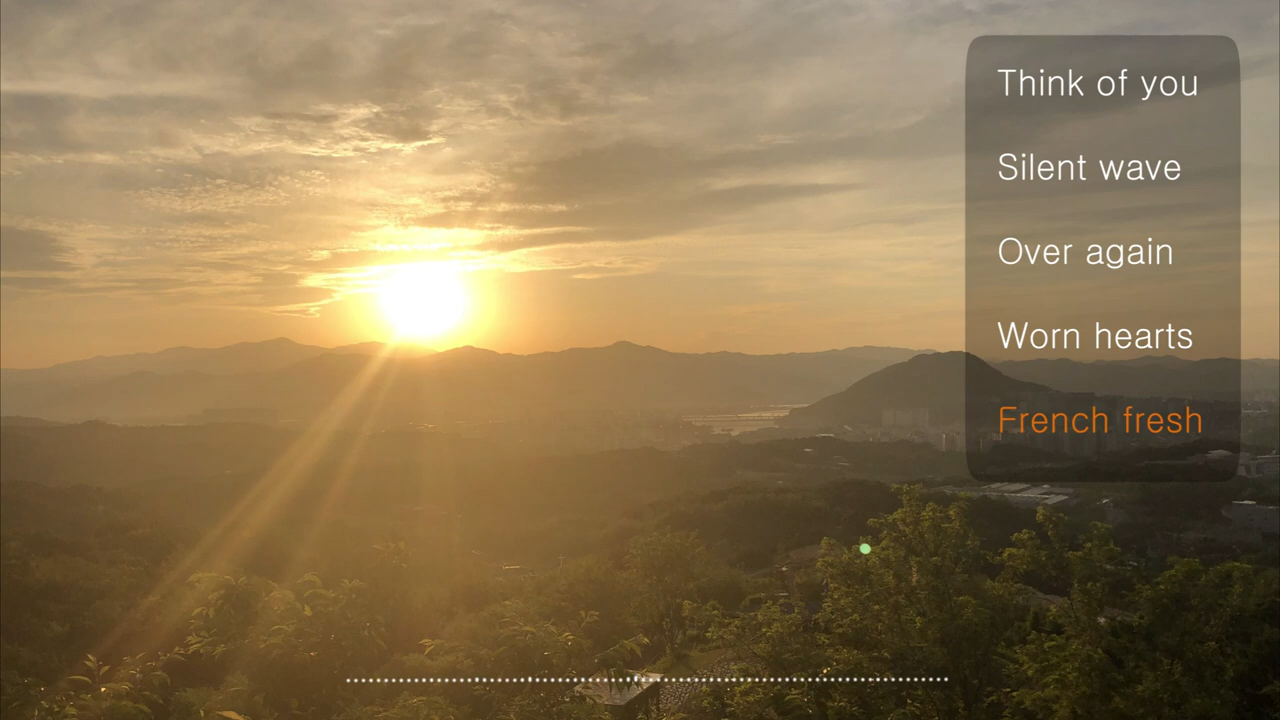 Think of you
Silent wave
Over again
Worn hearts
French fresh